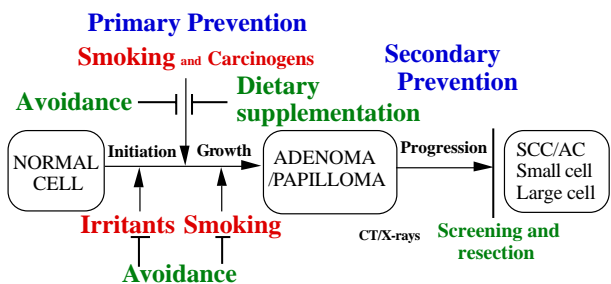 Primary Prevention
Smoking and Carcinogens
Secondary
Prevention
Avoidance
Dietary
supplementation
NORMAL
CELL
Initiation
Growth
ADENOMA
/PAPILLOMA
Progression
SCC/AC
Small cell
Large cell
Irritants Smoking
CT/X-rays
Screening and
resection
Avoidance